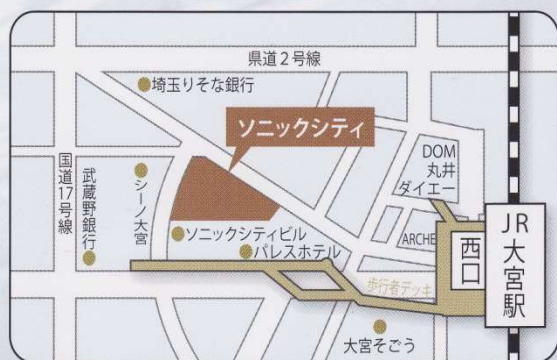 県道2号線
埼玉りそな銀行
ソニックシティ
国道17号線
武蔵野銀行
シーノ大宮
DOM
丸井
ダイエー
ソニックシティビル
パレスホテル
ARCHE
西口
JR大宮駅
歩行者デッキ
大宮そごう